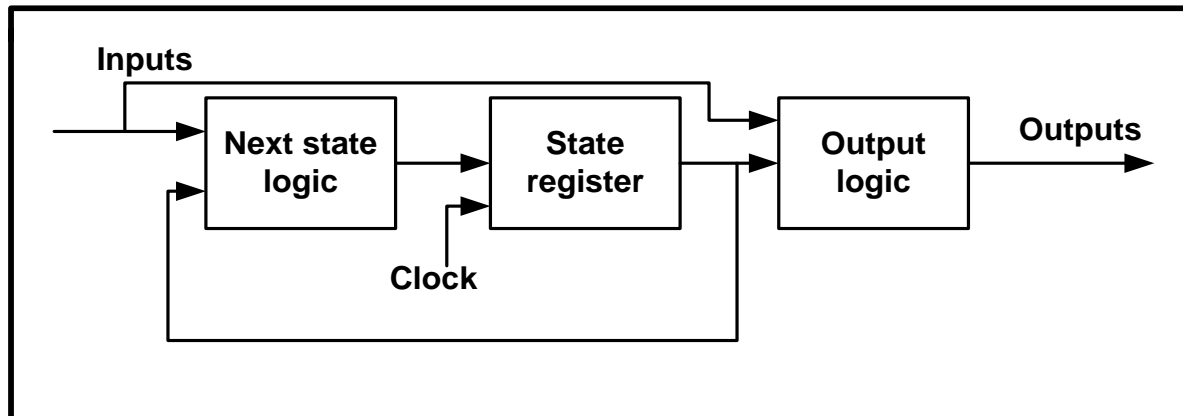 Inputs
Next state
logic
State
register
Output
logic
Outputs
Clock